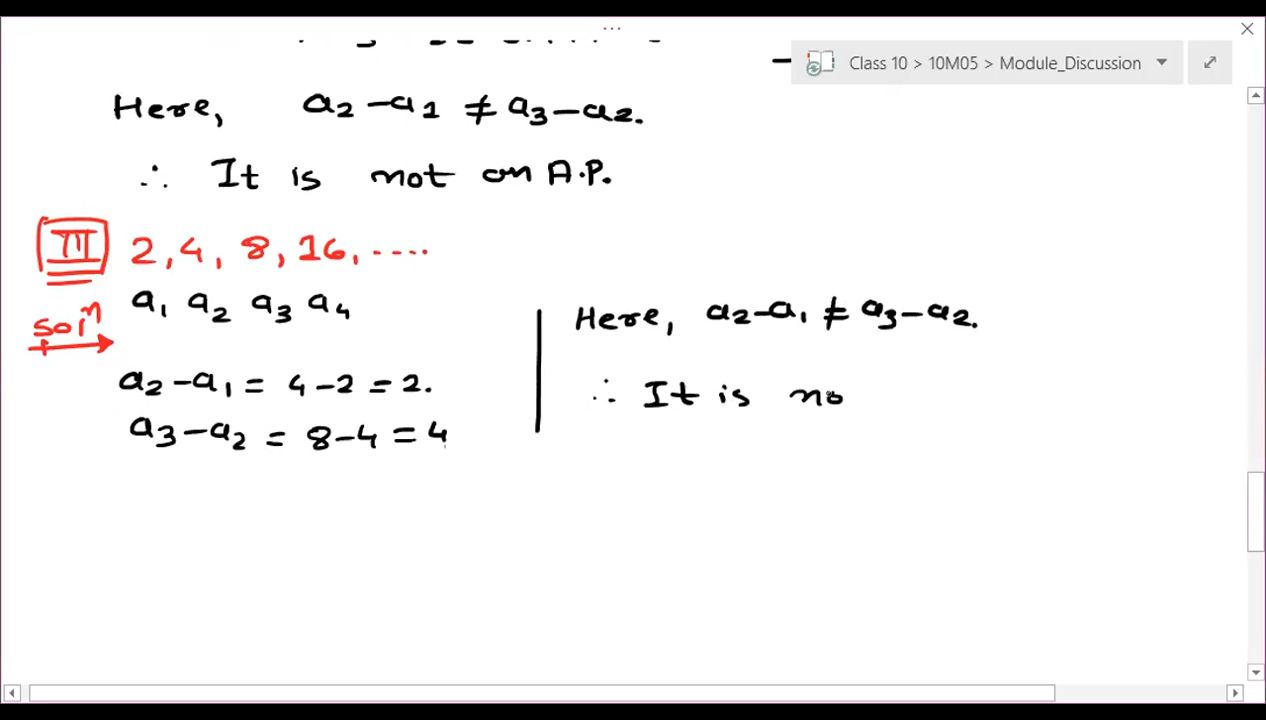 Class 10 > 10M05 > Module_Discussion
Here, a2 - a1 ≠ a3 - a2.
∴ It is not an A.P.
III 2, 4, 8, 16, ....
a1 a2 a3 a4
Solⁿ
a2 - a1 = 4 - 2 = 2.
a3 - a2 = 8 - 4 = 4
Here, a2 - a1 ≠ a3 - a2.
∴ It is no